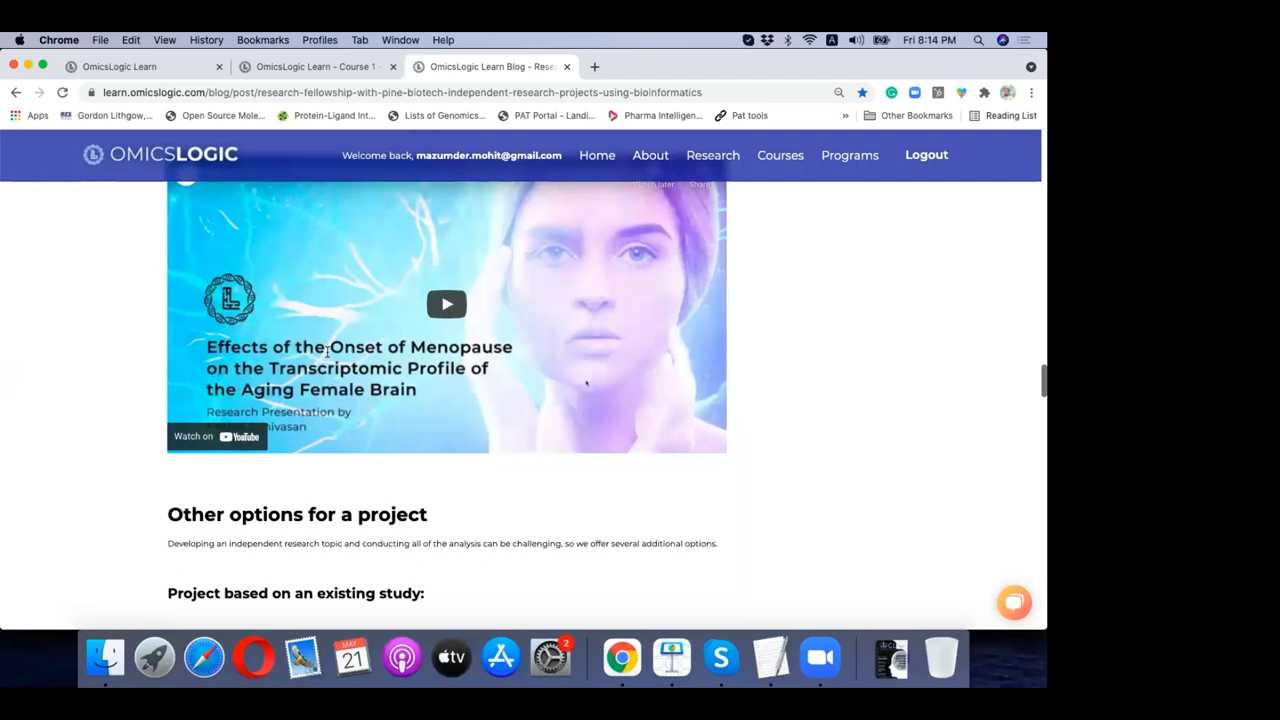 Chrome File Edit View History Bookmarks Profiles Tab Window Help A Fri 8:14 PM
OmicsLogic Learn × OmicsLogic Learn - Course 1 - × OmicsLogic Learn Blog - Rese × +
learn.omicslogic.com/blog/post/research-fellowship-with-pine-biotech-independent-research-projects-using-bioinformatics
Apps Gordon Lithgow,... Open Source Mole... Protein-Ligand Int... Lists of Genomics... PAT Portal - Landi... Pharma Intelligen... Pat tools » Other Bookmarks Reading List
OMICSLOGIC Welcome back, mazumder.mohit@gmail.com Home About Research Courses Programs Logout
Watch later Share
Effects of the Onset of Menopause
on the Transcriptomic Profile of
the Aging Female Brain
Research Presentation by
Watch on YouTube
Other options for a project
Developing an independent research topic and conducting all of the analysis can be challenging, so we offer several additional options.
Project based on an existing study:
MAY
21
tv
2